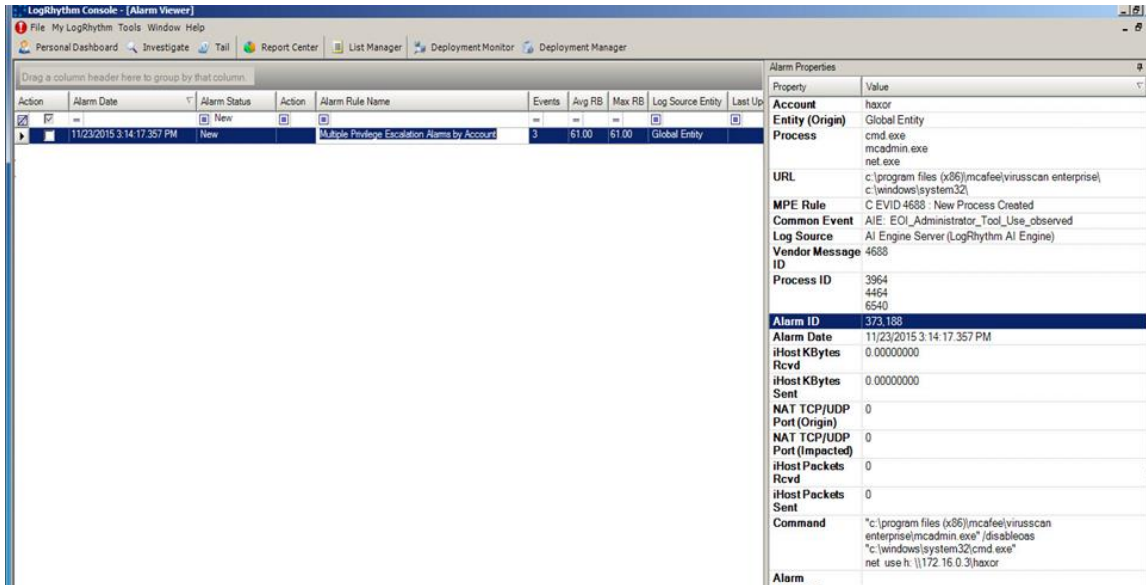 LogRhythm Console - [Alarm Viewer]
File My LogRhythm Tools Window Help
Personal Dashboard Investigate Tail Report Center List Manager Deployment Monitor Deployment Manager
Drag a column header here to group by that column.
Action Alarm Date Alarm Status Action Alarm Rule Name Events Avg RB Max RB Log Source Entity Last Up
= New = = =
11/23/2015 3:14:17.357 PM New Multiple Privilege Escalation Alarms by Account 3 61.00 61.00 Global Entity
Alarm Properties
Property Value
Account haxor
Entity (Origin) Global Entity
Process cmd.exe
mcadmin.exe
net.exe
URL c:\program files (x86)\mcafee\virusscan enterprise\
c:\windows\system32\
MPE Rule C EVID 4688 : New Process Created
Common Event AIE: EOI_Administrator_Tool_Use_observed
Log Source AI Engine Server (LogRhythm AI Engine)
Vendor Message 4688
ID
Process ID 3964
4464
6540
Alarm ID 373,188
Alarm Date 11/23/2015 3:14:17.357 PM
iHost KBytes 0.00000000
Rcvd
iHost KBytes 0.00000000
Sent
NAT TCP/UDP 0
Port (Origin)
NAT TCP/UDP 0
Port (Impacted)
iHost Packets 0
Rcvd
iHost Packets 0
Sent
Command "c:\program files (x86)\mcafee\virusscan
enterprise\mcadmin.exe" /disableoas
"c:\windows\system32\cmd.exe"
net use h: \\172.16.0.3\haxor
Alarm